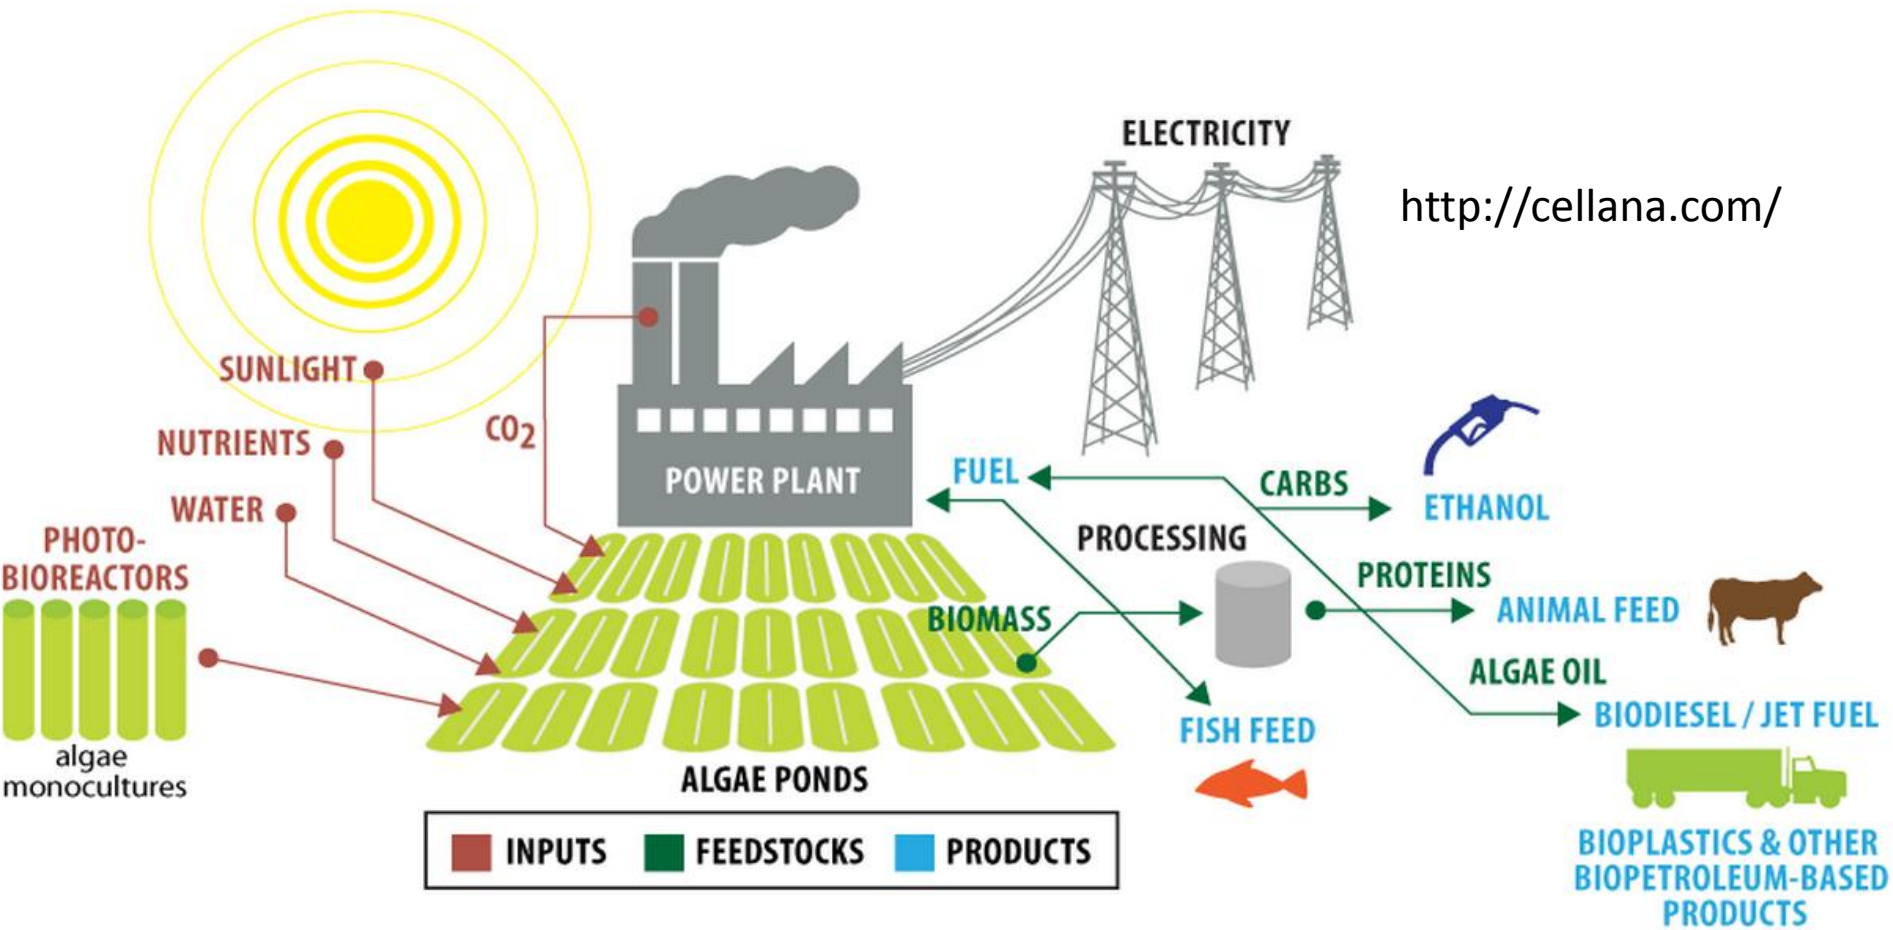 ELECTRICITY
http://cellana.com/
SUNLIGHT
NUTRIENTS
CO2
WATER
POWER PLANT
FUEL
CARBS
ETHANOL
PHOTO-
BIOREACTORS
PROCESSING
PROTEINS
BIOMASS
ANIMAL FEED
ALGAE OIL
BIODIESEL / JET FUEL
FISH FEED
algae
monocultures
ALGAE PONDS
INPUTS FEEDSTOCKS PRODUCTS
BIOPLASTICS & OTHER
BIOPETROLEUM-BASED
PRODUCTS